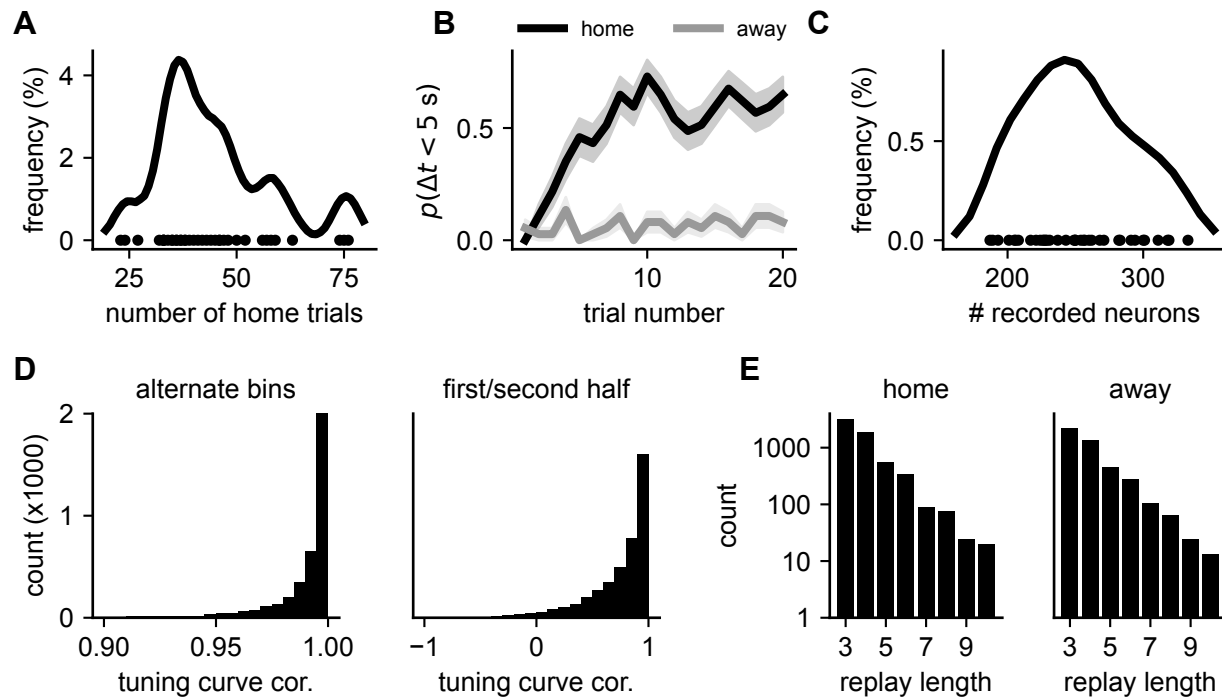 A
frequency (%)
4
2
0
25
50
75
number of home trials
B
home
away
p(Δt < 5 s)
0.5
0.0
10
20
trial number
C
frequency (%)
0.5
0.0
200
300
# recorded neurons
D
alternate bins
count (x1000)
2
1
0
0.90
0.95
1.00
tuning curve cor.
first/second half
−1
0
1
tuning curve cor.
E
home
count
1000
100
10
1
3
5
7
9
replay length
away
3
5
7
9
replay length